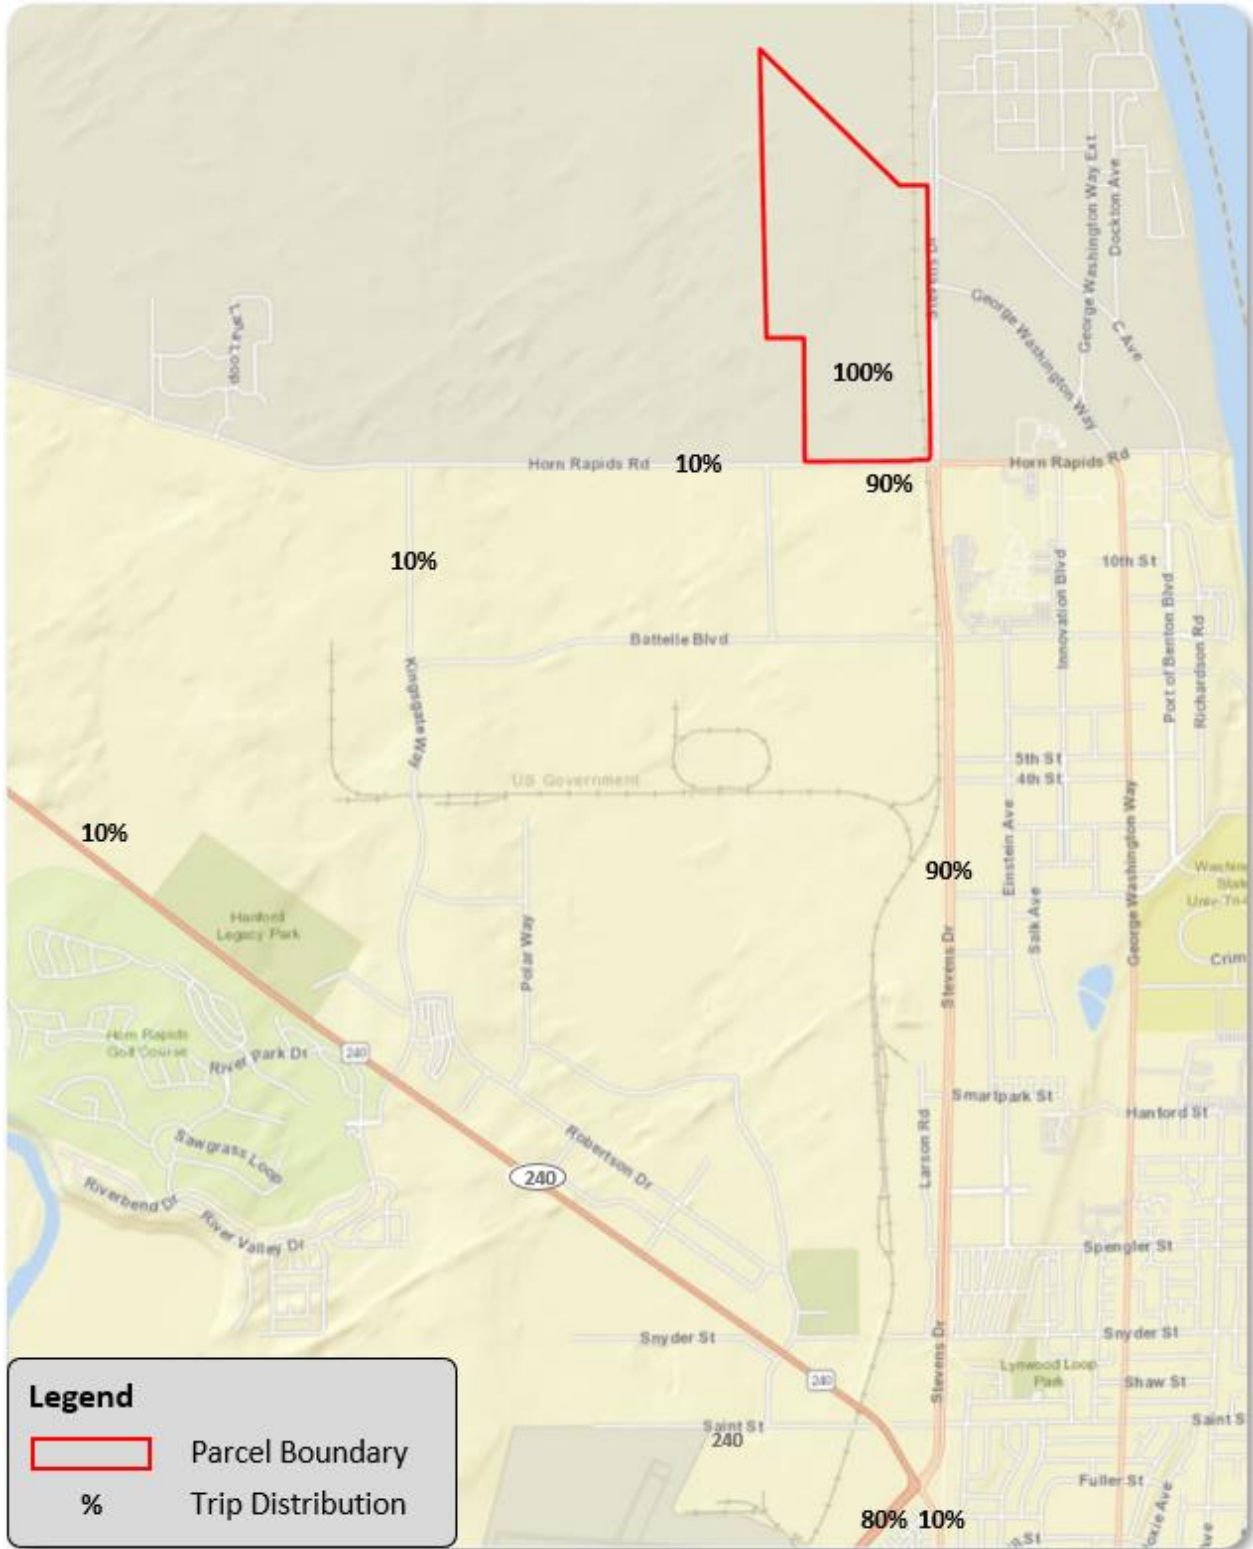 Stevens Dr
George Washington Way Ext
Dockton Ave
George Washington Way
C Ave
100%
Horn Rapids Rd
10%
90%
Horn Rapids Rd
10%
10th St
Innovation Blvd
Port of Benton Blvd
Richardson Rd
Battelle Blvd
Kingsgate Way
US Government
5th St
4th St
10%
Einstein Ave
90%
George Washington Way
Salk Ave
Hanford
Legacy Park
Polar Way
Stevens Dr
Crim
Horn Rapids
Golf Course
River Park Dr
240
Smartpark St
Hanford St
Larson Rd
Sawgrass Loop
Robertson Dr
240
Riverbend Dr
River Valley Dr
Spengler St
Snyder St
Snyder St
Stevens Dr
Lynwood Loop
Park
240
Shaw St
Saint St
Saint S
240
Fuller St
80% 10%
Legend
Parcel Boundary
% Trip Distribution